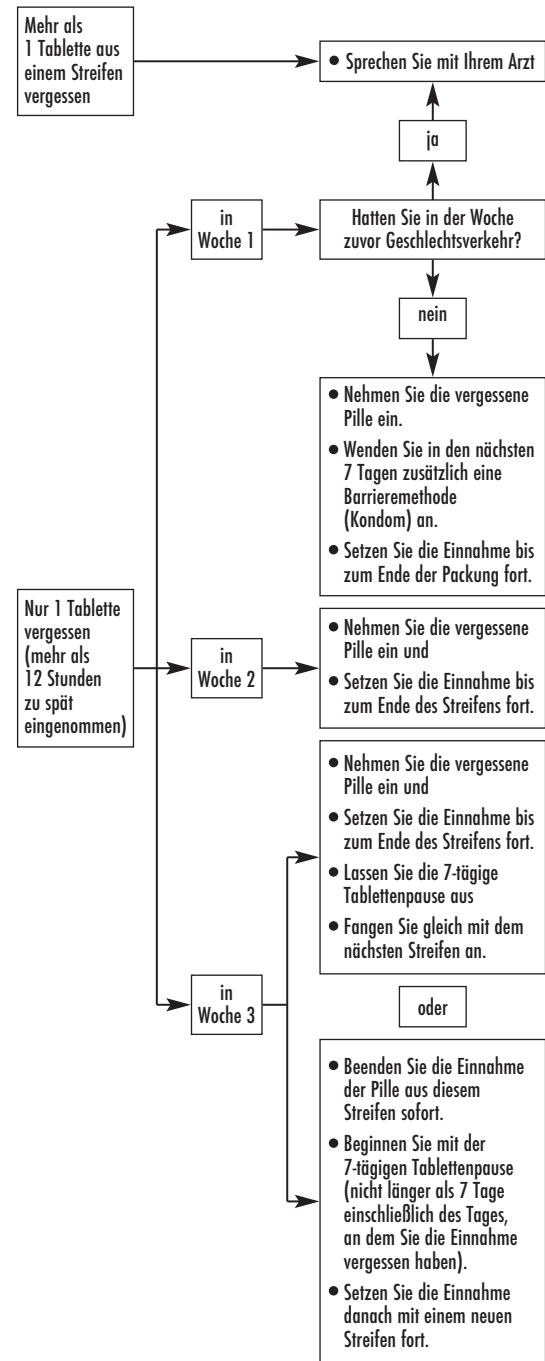 Mehr als
1 Tablette aus
einem Streifen
vergessen
• Sprechen Sie mit Ihrem Arzt
ja
in
Woche 1
Hatten Sie in der Woche
zuvor Geschlechtsverkehr?
nein
• Nehmen Sie die vergessene
Pille ein.
• Wenden Sie in den nächsten
7 Tagen zusätzlich eine
Barrieremethode
(Kondom) an.
• Setzen Sie die Einnahme bis
zum Ende der Packung fort.
Nur 1 Tablette
vergessen
(mehr als
12 Stunden
zu spät
eingenommen)
in
Woche 2
• Nehmen Sie die vergessene
Pille ein und
• Setzen Sie die Einnahme bis
zum Ende des Streifens fort.
• Nehmen Sie die vergessene
Pille ein und
• Setzen Sie die Einnahme bis
zum Ende des Streifens fort.
• Lassen Sie die 7-tägige
Tablettenpause aus
• Fangen Sie gleich mit dem
nächsten Streifen an.
in
Woche 3
oder
• Beenden Sie die Einnahme
der Pille aus diesem
Streifen sofort.
• Beginnen Sie mit der
7-tägigen Tablettenpause
(nicht länger als 7 Tage
einschließlich des Tages,
an dem Sie die Einnahme
vergessen haben).
• Setzen Sie die Einnahme
danach mit einem neuen
Streifen fort.